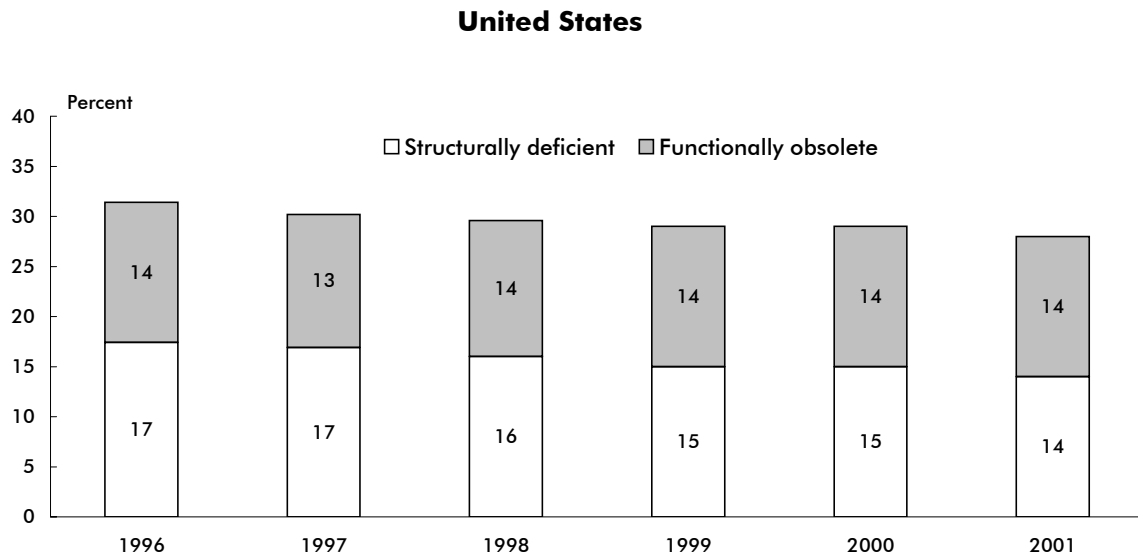 United States
Percent
40
Structurally deficient Functionally obsolete
35
30
25
14 13 14 14 14 14
20
15
10
17 17 16 15 15 14
5
0
1996 1997 1998 1999 2000 2001